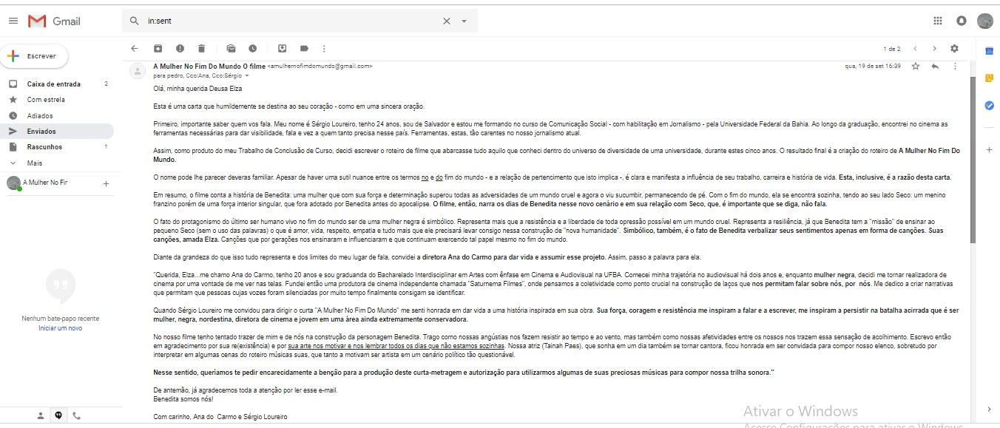 Gmail
in:sent
Escrever
1 de 2
Caixa de entrada 2
Com estrela
Adiados
Enviados
Rascunhos 1
Mais
A Mulher No Fir
Nenhum bate-papo recente
Iniciar um novo
A Mulher No Fim Do Mundo O filme <amulhernofimdomundo@gmail.com>
qua, 19 de set 16:39
para pedro, Cco:Ana, Cco:Sérgio
Olá, minha querida Deusa Elza
Esta é uma carta que humildemente se destina ao seu coração - como em uma sincera oração.
Primeiro, importante saber quem vos fala. Meu nome é Sérgio Loureiro, tenho 24 anos, sou de Salvador e estou me formando no curso de Comunicação Social - com habilitação em Jornalismo - pela Universidade Federal da Bahia. Ao longo da graduação, encontrei no cinema as
ferramentas necessárias para dar visibilidade, fala e vez a quem tanto precisa nesse país. Ferramentas, estas, tão carentes no nosso jornalismo atual.
Assim, como produto do meu Trabalho de Conclusão de Curso, decidi escrever o roteiro de filme que abarcasse tudo aquilo que conheci dentro do universo de diversidade de uma universidade, durante estes cinco anos. O resultado final é a criação do roteiro de A Mulher No Fim Do
Mundo.
O nome pode lhe parecer deveras familiar. Apesar de haver uma sutil nuance entre os termos no e do fim do mundo - e a relação de pertencimento que isto implica -, é clara e manifesta a influência de seu trabalho, carreira e história de vida. Esta, inclusive, é a razão desta carta.
Em resumo, o filme conta a história de Benedita: uma mulher que com sua força e determinação superou todas as adversidades de um mundo cruel e agora o viu sucumbir, permanecendo de pé. Com o fim do mundo, ela se encontra sozinha, tendo ao seu lado Seco: um menino
franzino porém de uma força interior singular, que fora adotado por Benedita antes do apocalipse. O filme, então, narra os dias de Benedita nesse novo cenário e em sua relação com Seco, que, é importante que se diga, não fala.
O fato do protagonismo do último ser humano vivo no fim do mundo ser de uma mulher negra é simbólico. Representa mais que a resistência e a liberdade de toda opressão possível em um mundo cruel. Representa a resiliência, já que Benedita tem a "missão" de ensinar ao
pequeno Seco (sem o uso das palavras) o que é amor, vida, respeito, empatia e tudo mais que ele precisará levar consigo nessa construção de "nova humanidade". Simbólico, também, é o fato de Benedita verbalizar seus sentimentos apenas em forma de canções. Suas
canções, amada Elza. Canções que por gerações nos ensinaram e influenciaram e que continuam exercendo tal papel mesmo no fim do mundo.
Diante da grandeza do que isso tudo representa e dos limites do meu lugar de fala, convidei a diretora Ana do Carmo para dar vida e assumir esse projeto. Assim, passo a palavra para ela.
"Querida, Elza...me chamo Ana do Carmo, tenho 20 anos e sou graduanda do Bacharelado Interdisciplinar em Artes com ênfase em Cinema e Audiovisual na UFBA. Comecei minha trajetória no audiovisual há dois anos e, enquanto mulher negra, decidi me tornar realizadora de
cinema por uma vontade de me ver nas telas. Fundei então uma produtora de cinema independente chamada "Saturnema Filmes", onde pensamos a coletividade como ponto crucial na construção de laços que nos permitam falar sobre nós, por nós. Me dedico a criar narrativas
que permitam que pessoas cujas vozes foram silenciadas por muito tempo finalmente consigam se identificar.
Quando Sérgio Loureiro me convidou para dirigir o curta "A Mulher No Fim Do Mundo" me senti honrada em dar vida a uma história inspirada em sua obra. Sua força, coragem e resistência me inspiram a falar e a escrever, me inspiram a persistir na batalha acirrada que é ser
mulher, negra, nordestina, diretora de cinema e jovem em uma área ainda extremamente conservadora.
No nosso filme tenho tentado trazer de mim e de nós na construção da personagem Benedita. Trago como nossas angústias nos fazem resistir ao tempo e ao vento, mas também como nossas afetividades entre os nossos nos trazem essa sensação de acolhimento. Escrevo então
em agradecimento por sua re(existência) e por sua arte nos motivar e nos lembrar todos os dias que não estamos sozinhas. Nossa atriz (Tainah Paes), que sonha em um dia também se tornar cantora, ficou honrada em ser convidada para compor nosso elenco, sobretudo por
interpretar em algumas cenas do roteiro músicas suas, que tanto a motivam ser artista em um cenário político tão questionável.
Nesse sentido, queríamos te pedir encarecidamente a benção para a produção deste curta-metragem e autorização para utilizarmos algumas de suas preciosas músicas para compor nossa trilha sonora."
De antemão, já agradecemos toda a atenção por ler esse e-mail.
Benedita somos nós!
Com carinho, Ana do Carmo e Sérgio Loureiro
Ativar o Windows
Acesse Configurações para ativar o Windows